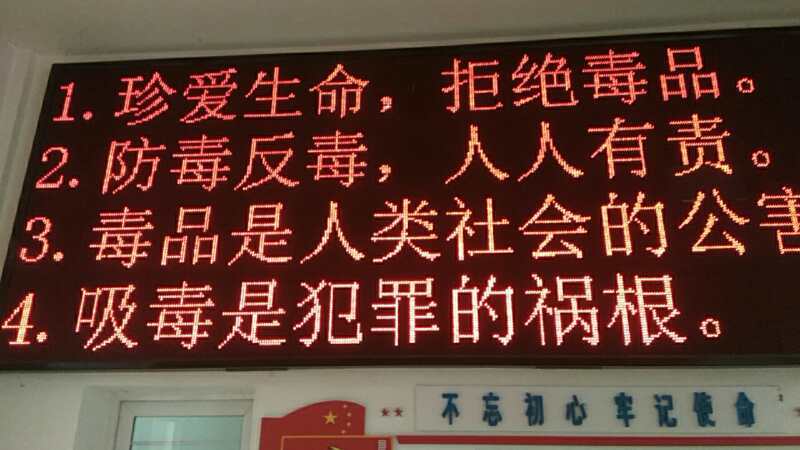 1.珍爱生命，拒绝毒品。
2.防毒反毒，人人有责。
3.毒品是人类社会的公害
4.吸毒是犯罪的祸根。
不忘初心 牢记使命